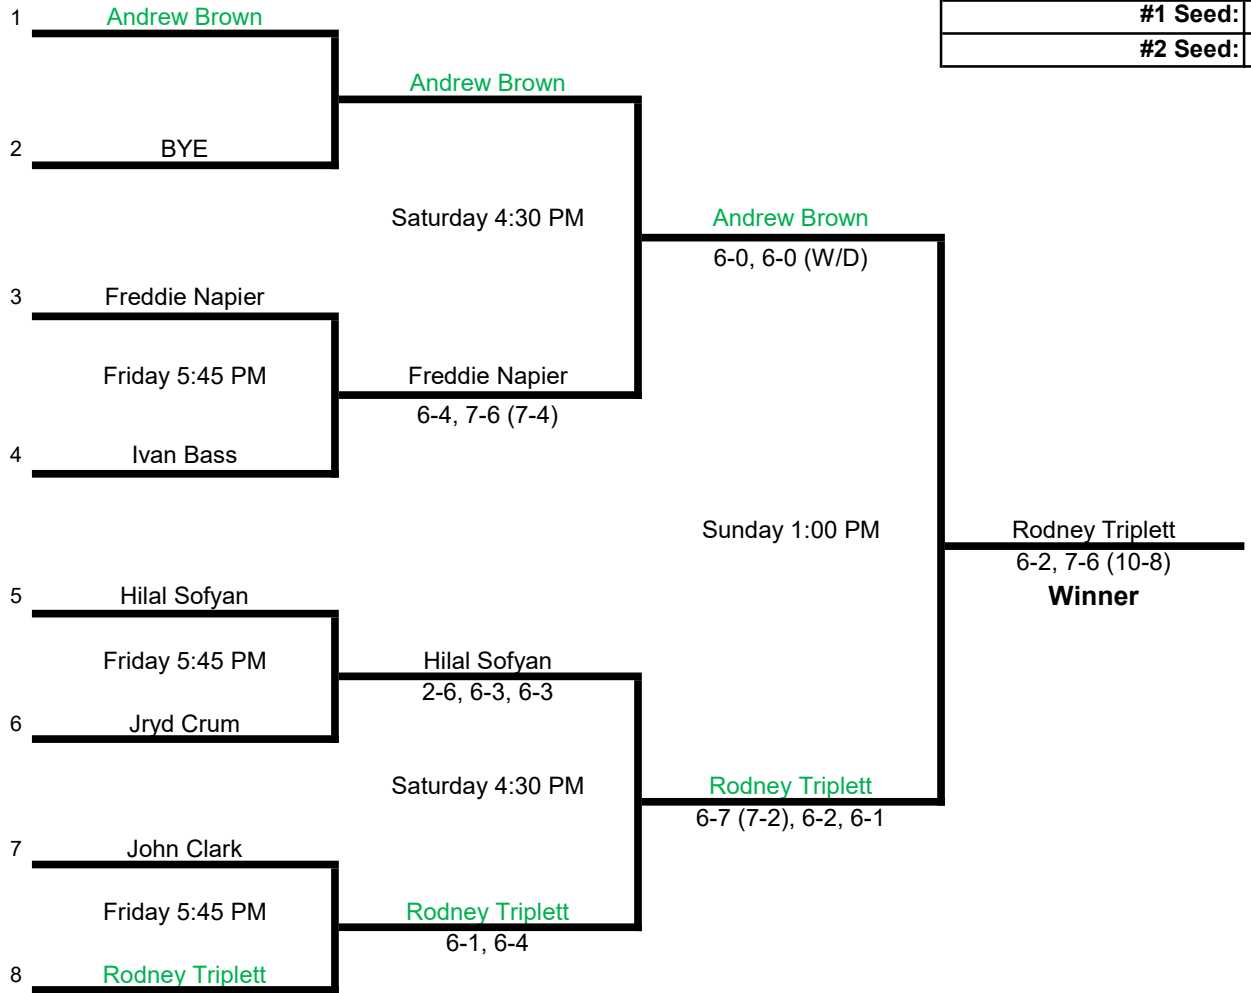 #1 Seed:
#2 Seed:
1 Andrew Brown
Andrew Brown
2 BYE
Saturday 4:30 PM
Andrew Brown
6-0, 6-0 (W/D)
3 Freddie Napier
Friday 5:45 PM
Freddie Napier
6-4, 7-6 (7-4)
4 Ivan Bass
Sunday 1:00 PM
Rodney Triplett
6-2, 7-6 (10-8)
Winner
5 Hilal Sofyan
Friday 5:45 PM
Hilal Sofyan
2-6, 6-3, 6-3
6 Jryd Crum
Saturday 4:30 PM
Rodney Triplett
6-7 (7-2), 6-2, 6-1
7 John Clark
Friday 5:45 PM
Rodney Triplett
6-1, 6-4
8 Rodney Triplett